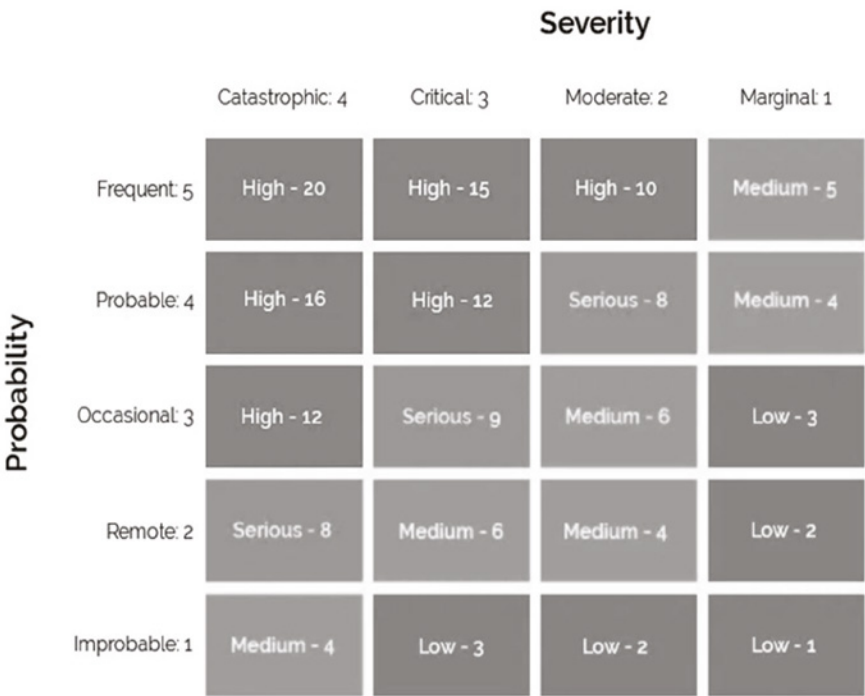 Severity
Catastrophic: 4 Critical: 3 Moderate: 2 Marginal: 1
Probability
Frequent: 5 High - 20 High - 15 High - 10 Medium - 5
Probable: 4 High - 16 High - 12 Serious - 8 Medium - 4
Occasional: 3 High - 12 Serious - 9 Medium - 6 Low - 3
Remote: 2 Serious - 8 Medium - 6 Medium - 4 Low - 2
Improbable: 1 Medium - 4 Low - 3 Low - 2 Low - 1